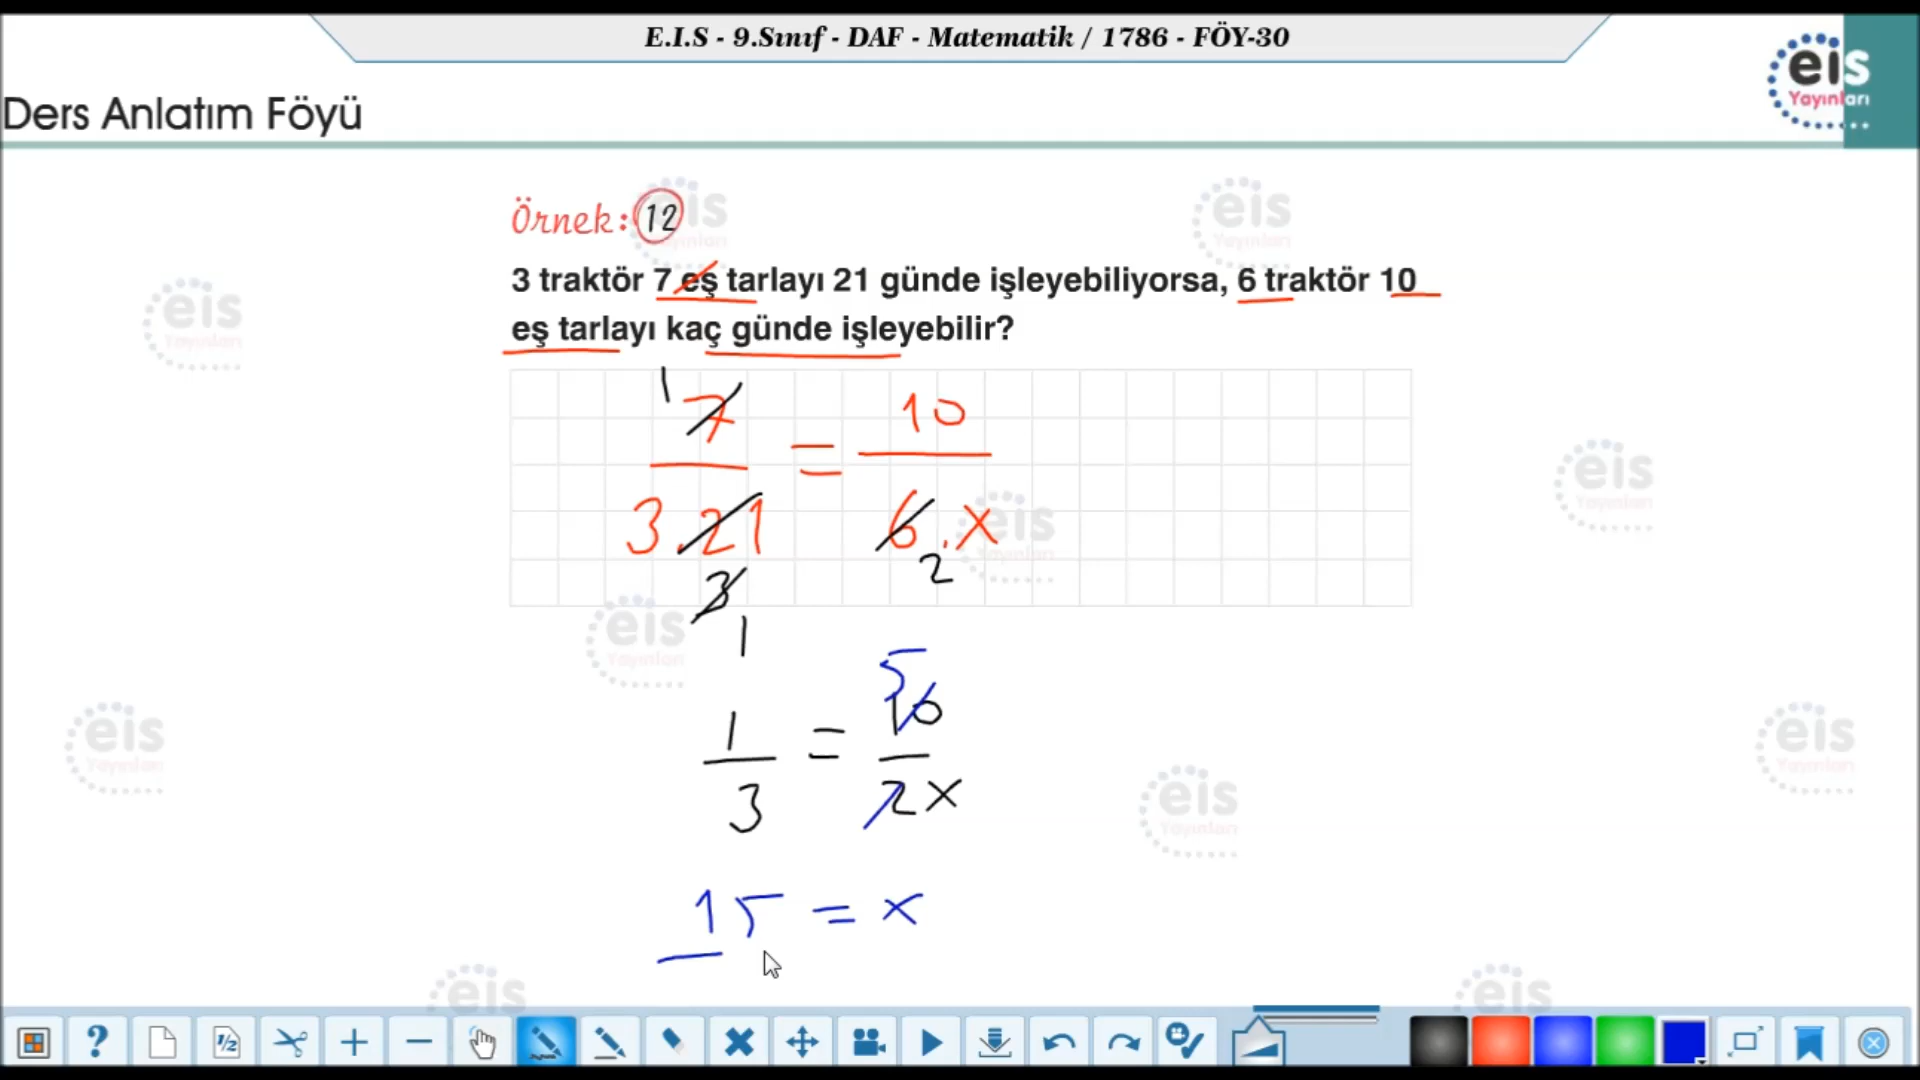 E.I.S - 9.Sınıf - DAF - Matematik / 1786 - FÖY-30
eis
Yayınları
Ders Anlatım Föyü
Örnek: 12
3 traktör 7 eş tarlayı 21 günde işleyebiliyorsa, 6 traktör 10
eş tarlayı kaç günde işleyebilir?
1 7 10
=
3.21 6.x
3 2
1
5
1 = 10
3 2x
15 = x